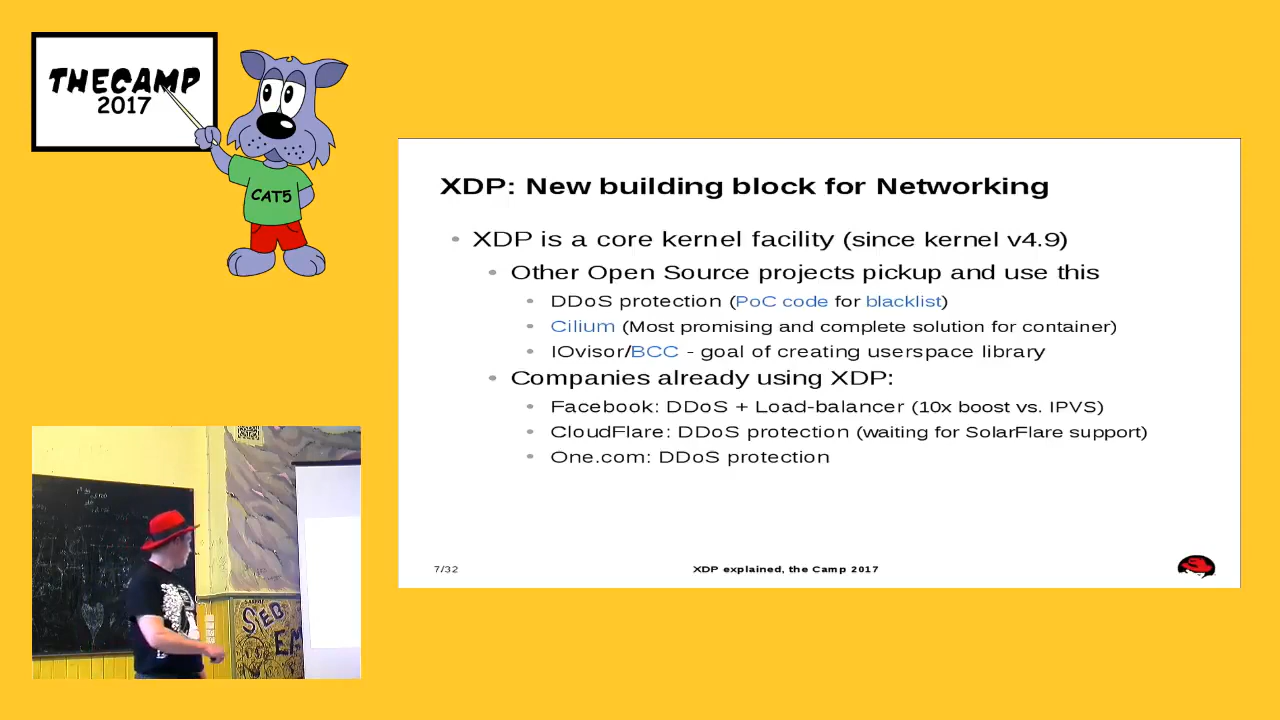 THECAMP
2017
CAT5
XDP: New building block for Networking
• XDP is a core kernel facility (since kernel v4.9)
• Other Open Source projects pickup and use this
• DDoS protection (PoC code for blacklist)
• Cilium (Most promising and complete solution for container)
• IOvisor/BCC - goal of creating userspace library
• Companies already using XDP:
• Facebook: DDoS + Load-balancer (10x boost vs. IPVS)
• CloudFlare: DDoS protection (waiting for SolarFlare support)
• One.com: DDoS protection
7/32
XDP explained, the Camp 2017